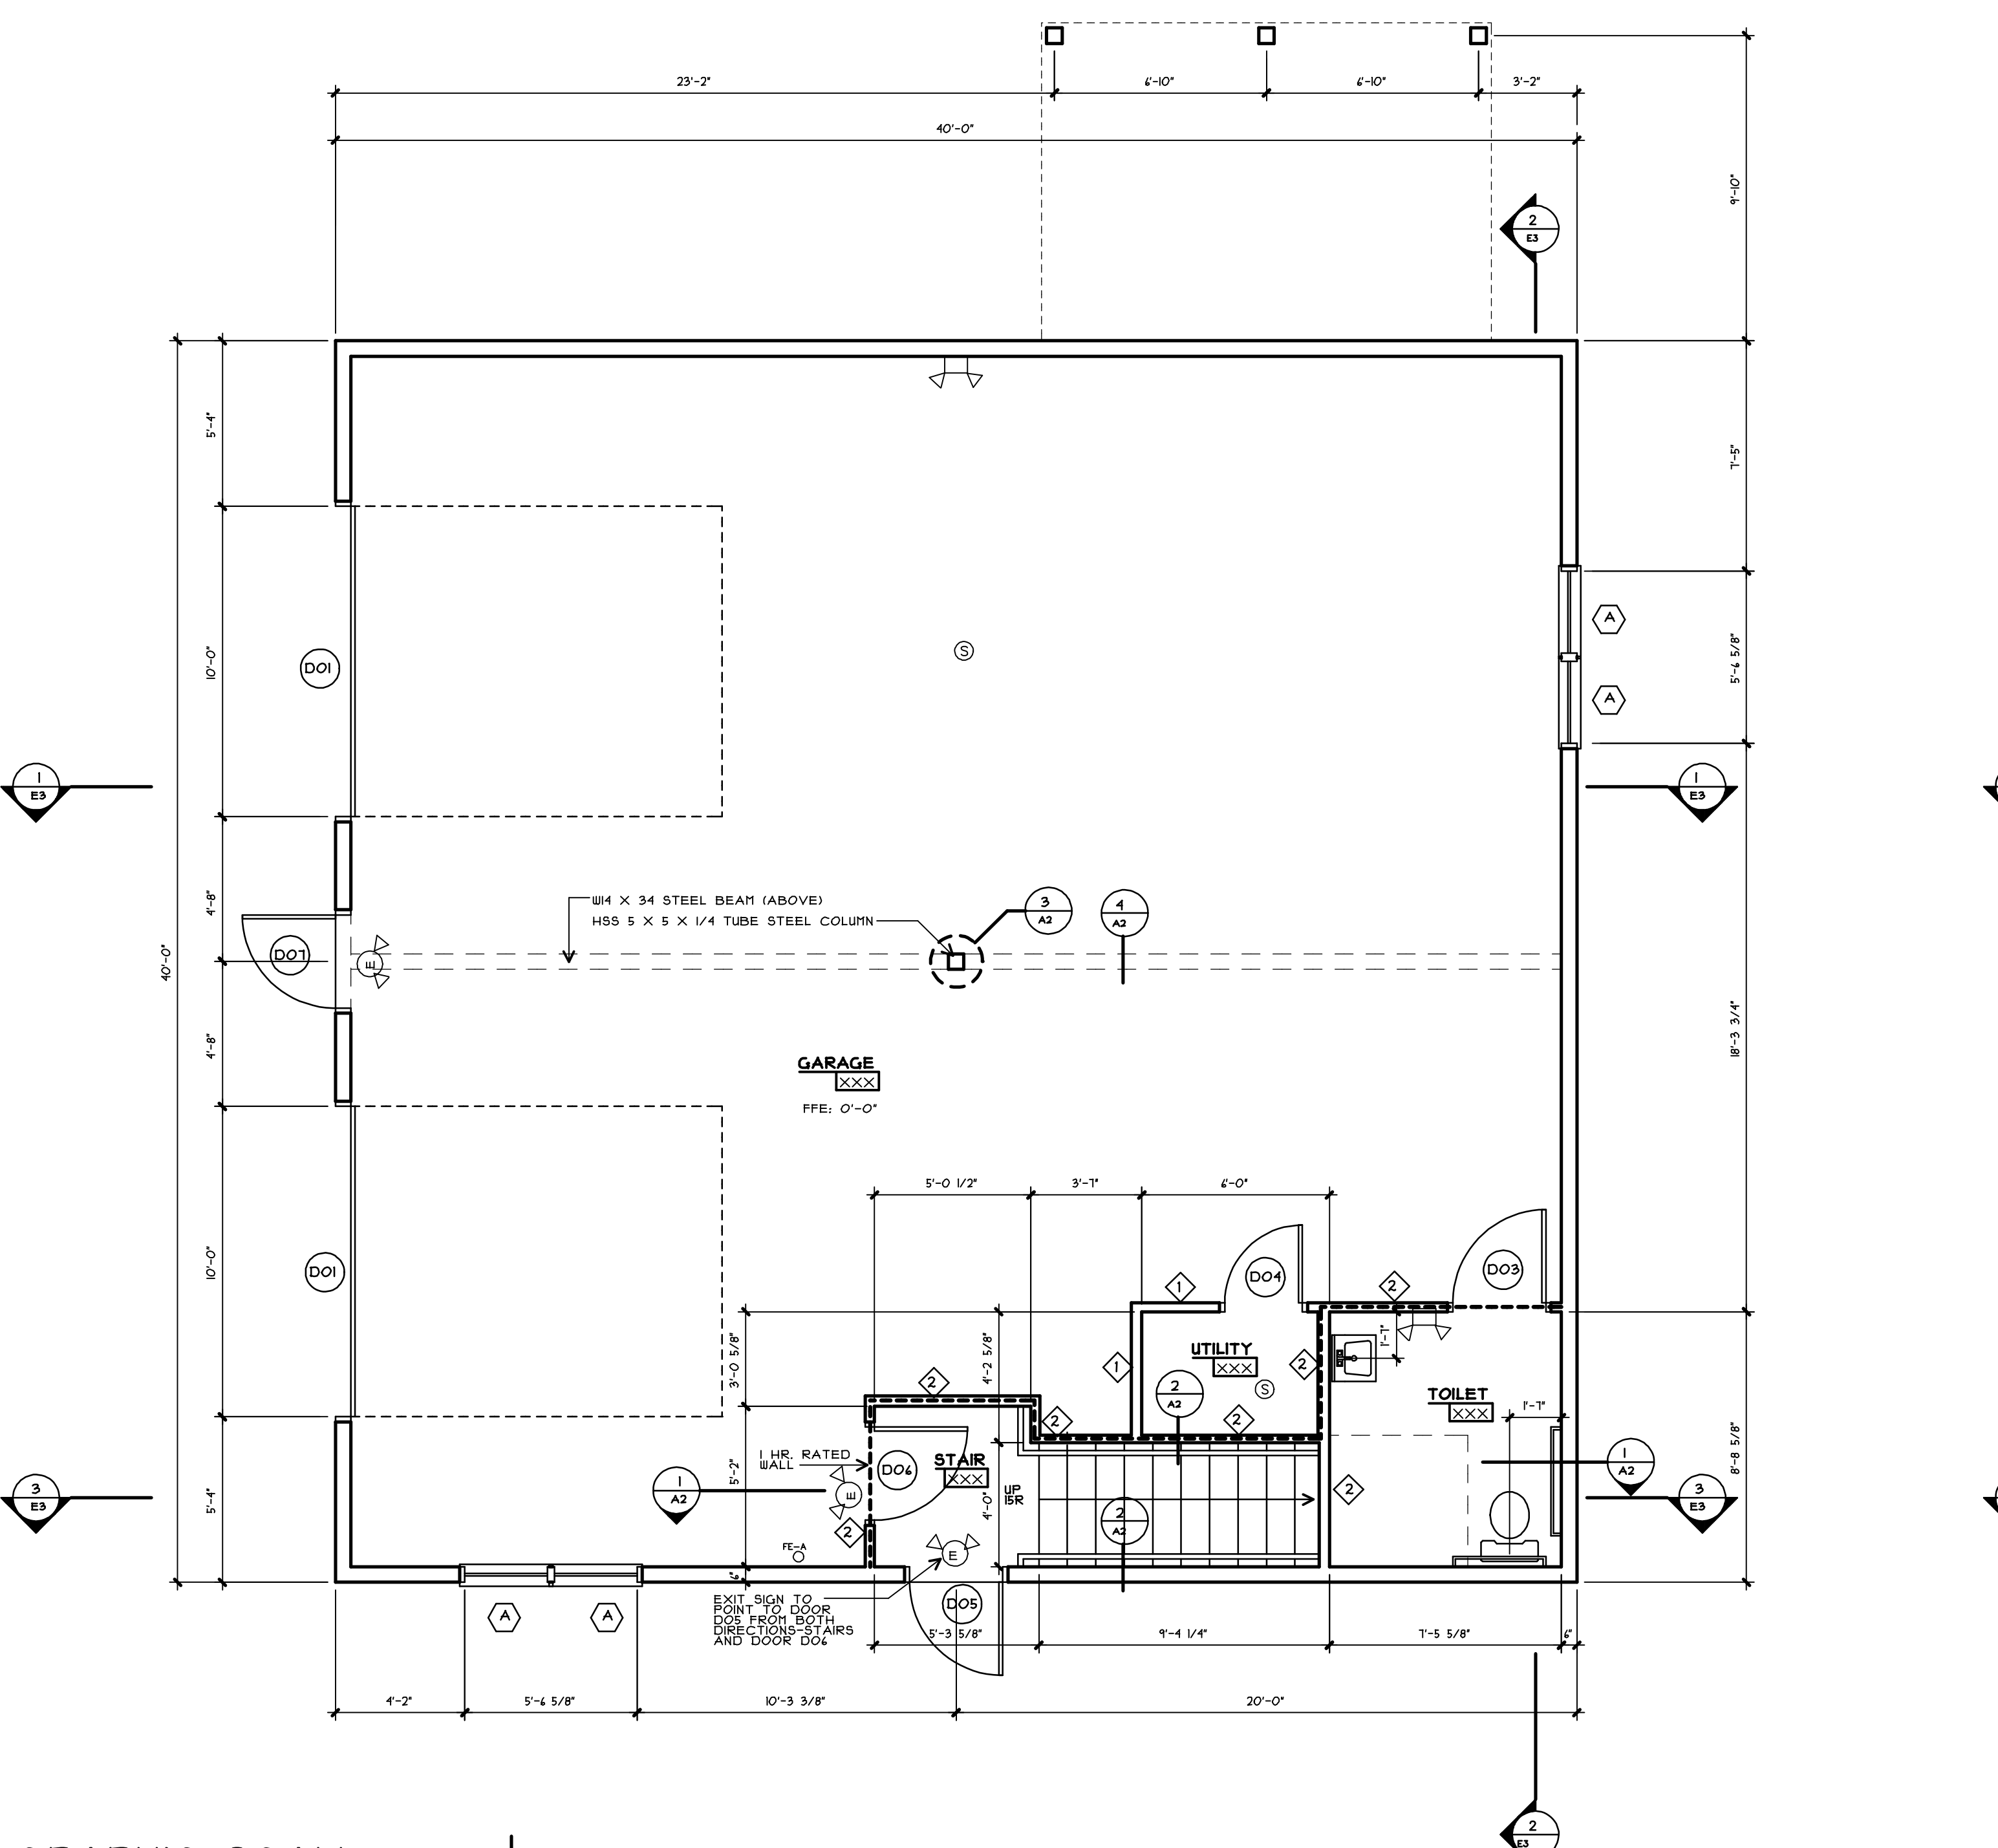 23'-2"
6'-10"
6'-10"
3'-2"
40'-0"
9'-10"
2
E3
5'-4"
7'-5"
A
S
10'-0"
D01
5'-6 5/8"
A
1
E3
1
E3
W14 X 34 STEEL BEAM (ABOVE)
HSS 5 X 5 X 1/4 TUBE STEEL COLUMN
3
A2
4
A2
4'-8"
40'-0"
D07
E
18'-3 3/4"
4'-8"
GARAGE
XXX
FFE: 0'-0"
5'-0 1/2"
3'-7"
6'-0"
10'-0"
D01
D04
D03
1
2
1'-7"
3'-0 5/8"
4'-2 5/8"
1
UTILITY
XXX
2
2
S
2
A2
TOILET
XXX
1'-7"
2
2
1 HR. RATED
WALL
5'-2"
D06
STAIR
XXX
8'-8 5/8"
1
A2
UP
15R
4'-0"
2
1
A2
E
3
E3
5'-4"
3
E3
2
A2
2
FE-A
E
6"
EXIT SIGN TO
POINT TO DOOR
D05 FROM BOTH
DIRECTIONS-STAIRS
AND DOOR D06
D05
A
A
5'-3 5/8"
9'-4 1/4"
7'-5 5/8"
6"
4'-2"
5'-6 5/8"
10'-3 3/8"
20'-0"
2
E3